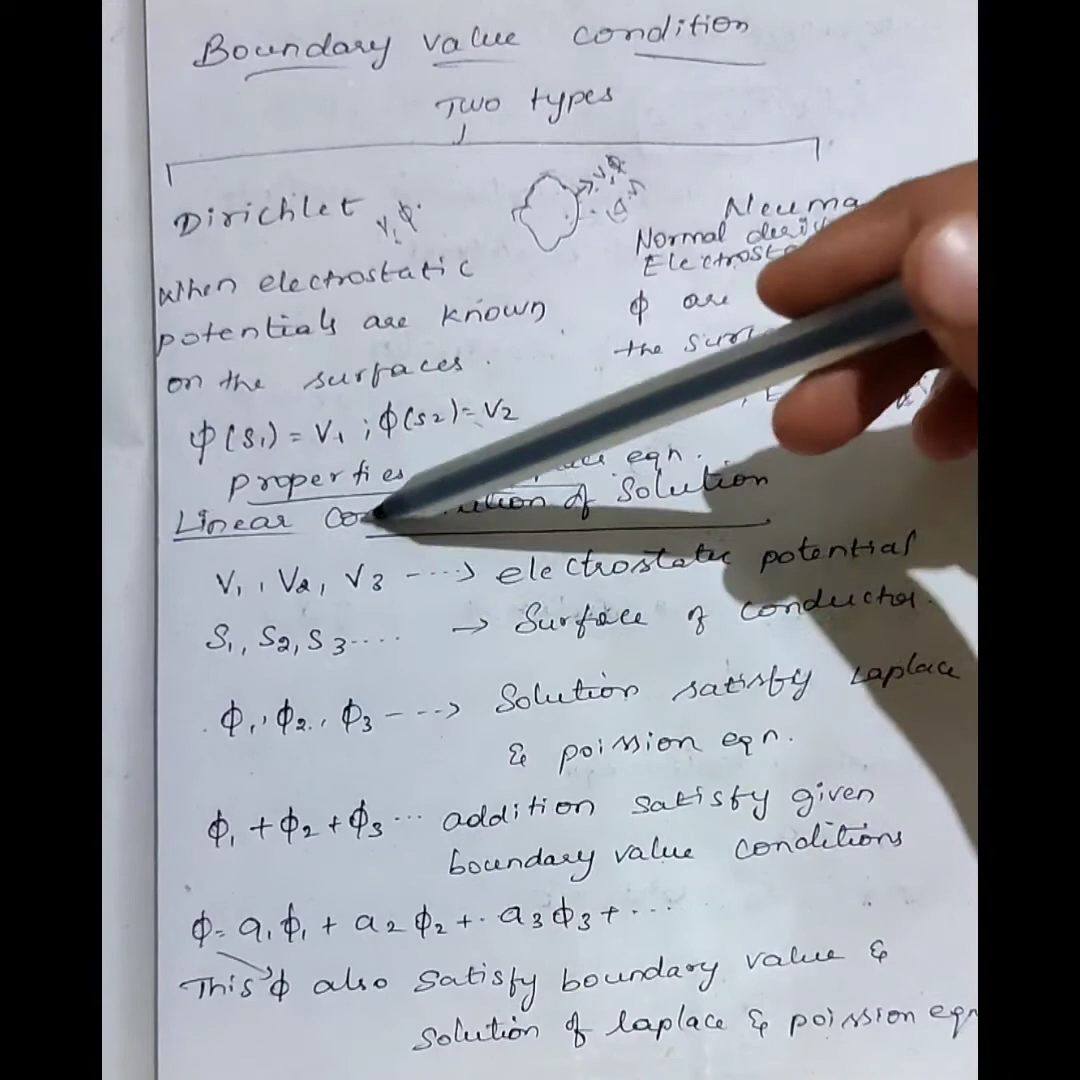 Boundary value condition
Two types
Dirichlet
V, φ
When electrostatic
potentials are known
on the surfaces.
φ(s1) = V1 ; φ(s2) = V2
Normal
φ are
the
properties eqn.
Linear of solution
V1, V2, V3 ----> electrostatic potential
S1, S2, S3.... -> Surface of conductor.
φ1, φ2, φ3 ----> Solution satisfy Laplace
& poission eqn.
φ1 + φ2 + φ3 ... addition satisfy given
boundary value conditions
φ = a1φ1 + a2φ2 + a3φ3 + ...
This φ also satisfy boundary value &
solution of laplace & poission eqn